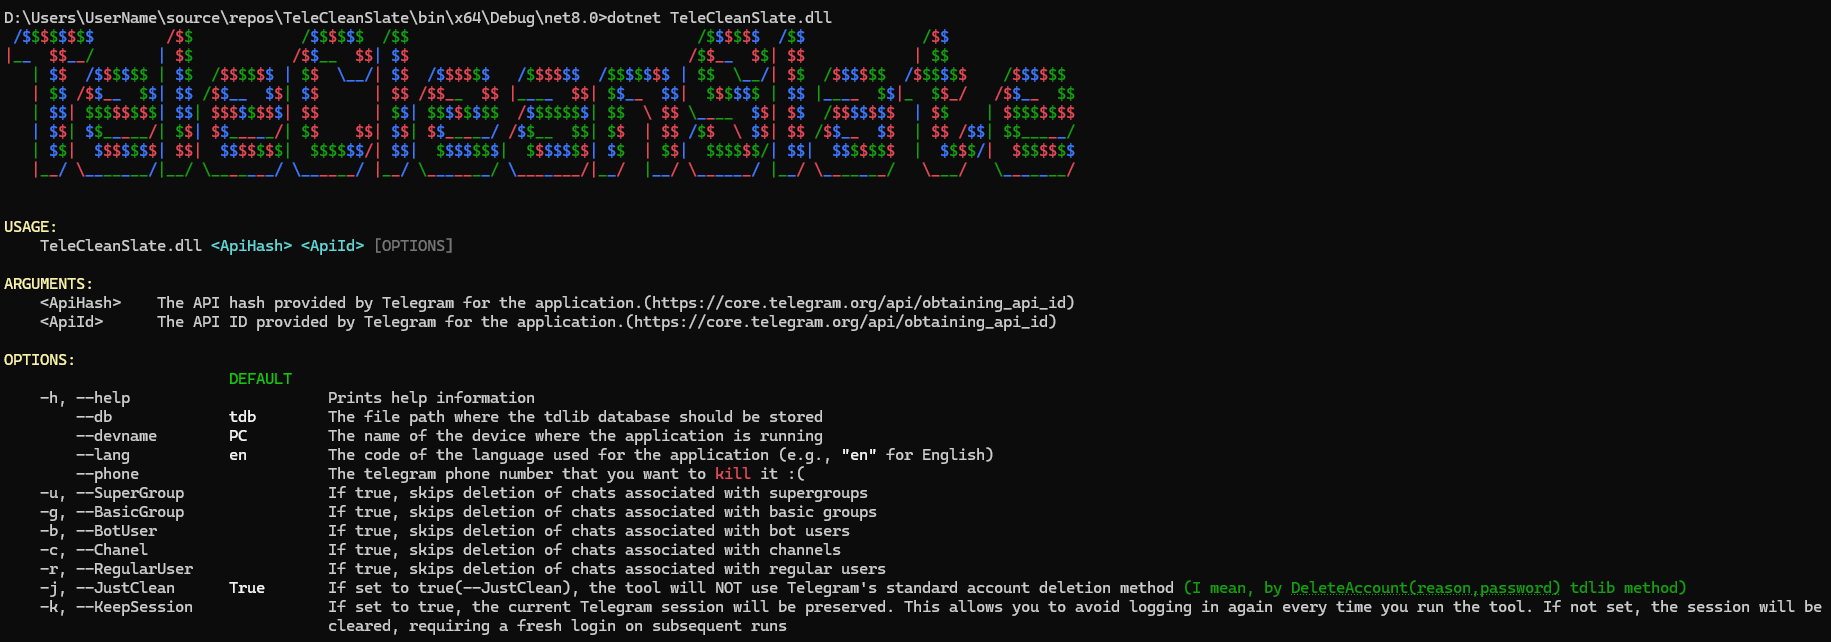 D:\Users\UserName\source\repos\TeleCleanSlate\bin\x64\Debug\net8.0>dotnet TeleCleanSlate.dll
TeleCleanSlate
USAGE:
TeleCleanSlate.dll <ApiHash> <ApiId> [OPTIONS]
ARGUMENTS:
<ApiHash> The API hash provided by Telegram for the application.(https://core.telegram.org/api/obtaining_api_id)
<ApiId> The API ID provided by Telegram for the application.(https://core.telegram.org/api/obtaining_api_id)
OPTIONS:
DEFAULT
-h, --help Prints help information
--db tdb The file path where the tdlib database should be stored
--devname PC The name of the device where the application is running
--lang en The code of the language used for the application (e.g., "en" for English)
--phone The telegram phone number that you want to kill it :(
-u, --SuperGroup If true, skips deletion of chats associated with supergroups
-g, --BasicGroup If true, skips deletion of chats associated with basic groups
-b, --BotUser If true, skips deletion of chats associated with bot users
-c, --Chanel If true, skips deletion of chats associated with channels
-r, --RegularUser If true, skips deletion of chats associated with regular users
-j, --JustClean True If set to true(--JustClean), the tool will NOT use Telegram's standard account deletion method (I mean, by DeleteAccount(reason,password) tdlib method)
-k, --KeepSession If set to true, the current Telegram session will be preserved. This allows you to avoid logging in again every time you run the tool. If not set, the session will be
cleared, requiring a fresh login on subsequent runs